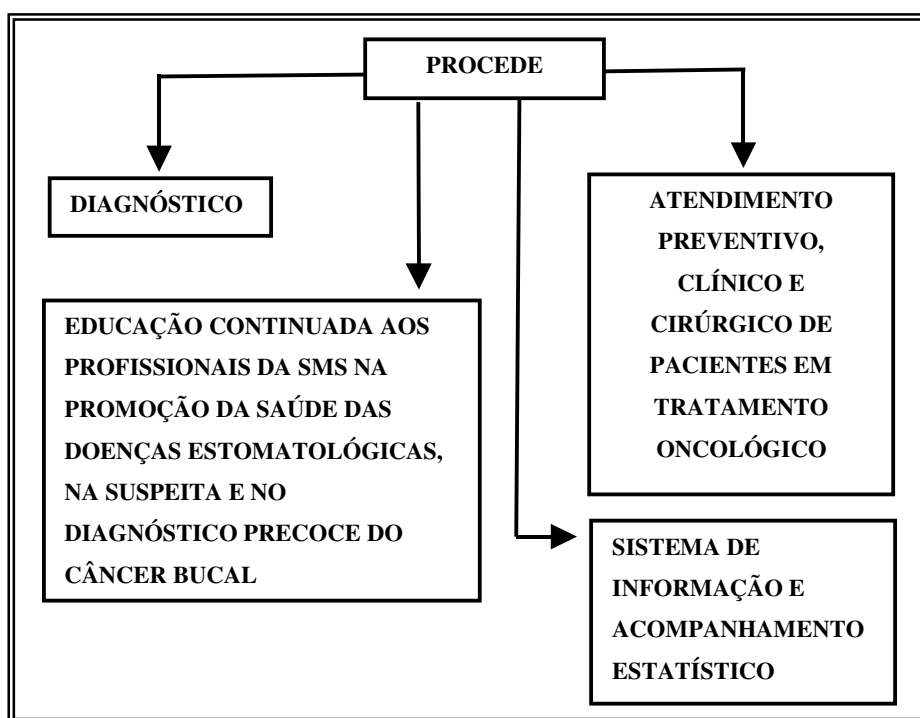 PROCEDE
DIAGNÓSTICO
EDUCAÇÃO CONTINUADA AOS
PROFISSIONAIS DA SMS NA
PROMOÇÃO DA SAÚDE DAS
DOENÇAS ESTOMATOLÓGICAS,
NA SUSPEITA E NO
DIAGNÓSTICO PRECOCE DO
CÂNCER BUCAL
ATENDIMENTO
PREVENTIVO,
CLÍNICO E
CIRÚRGICO DE
PACIENTES EM
TRATAMENTO
ONCOLÓGICO
SISTEMA DE
INFORMAÇÃO E
ACOMPANHAMENTO
ESTATÍSTICO